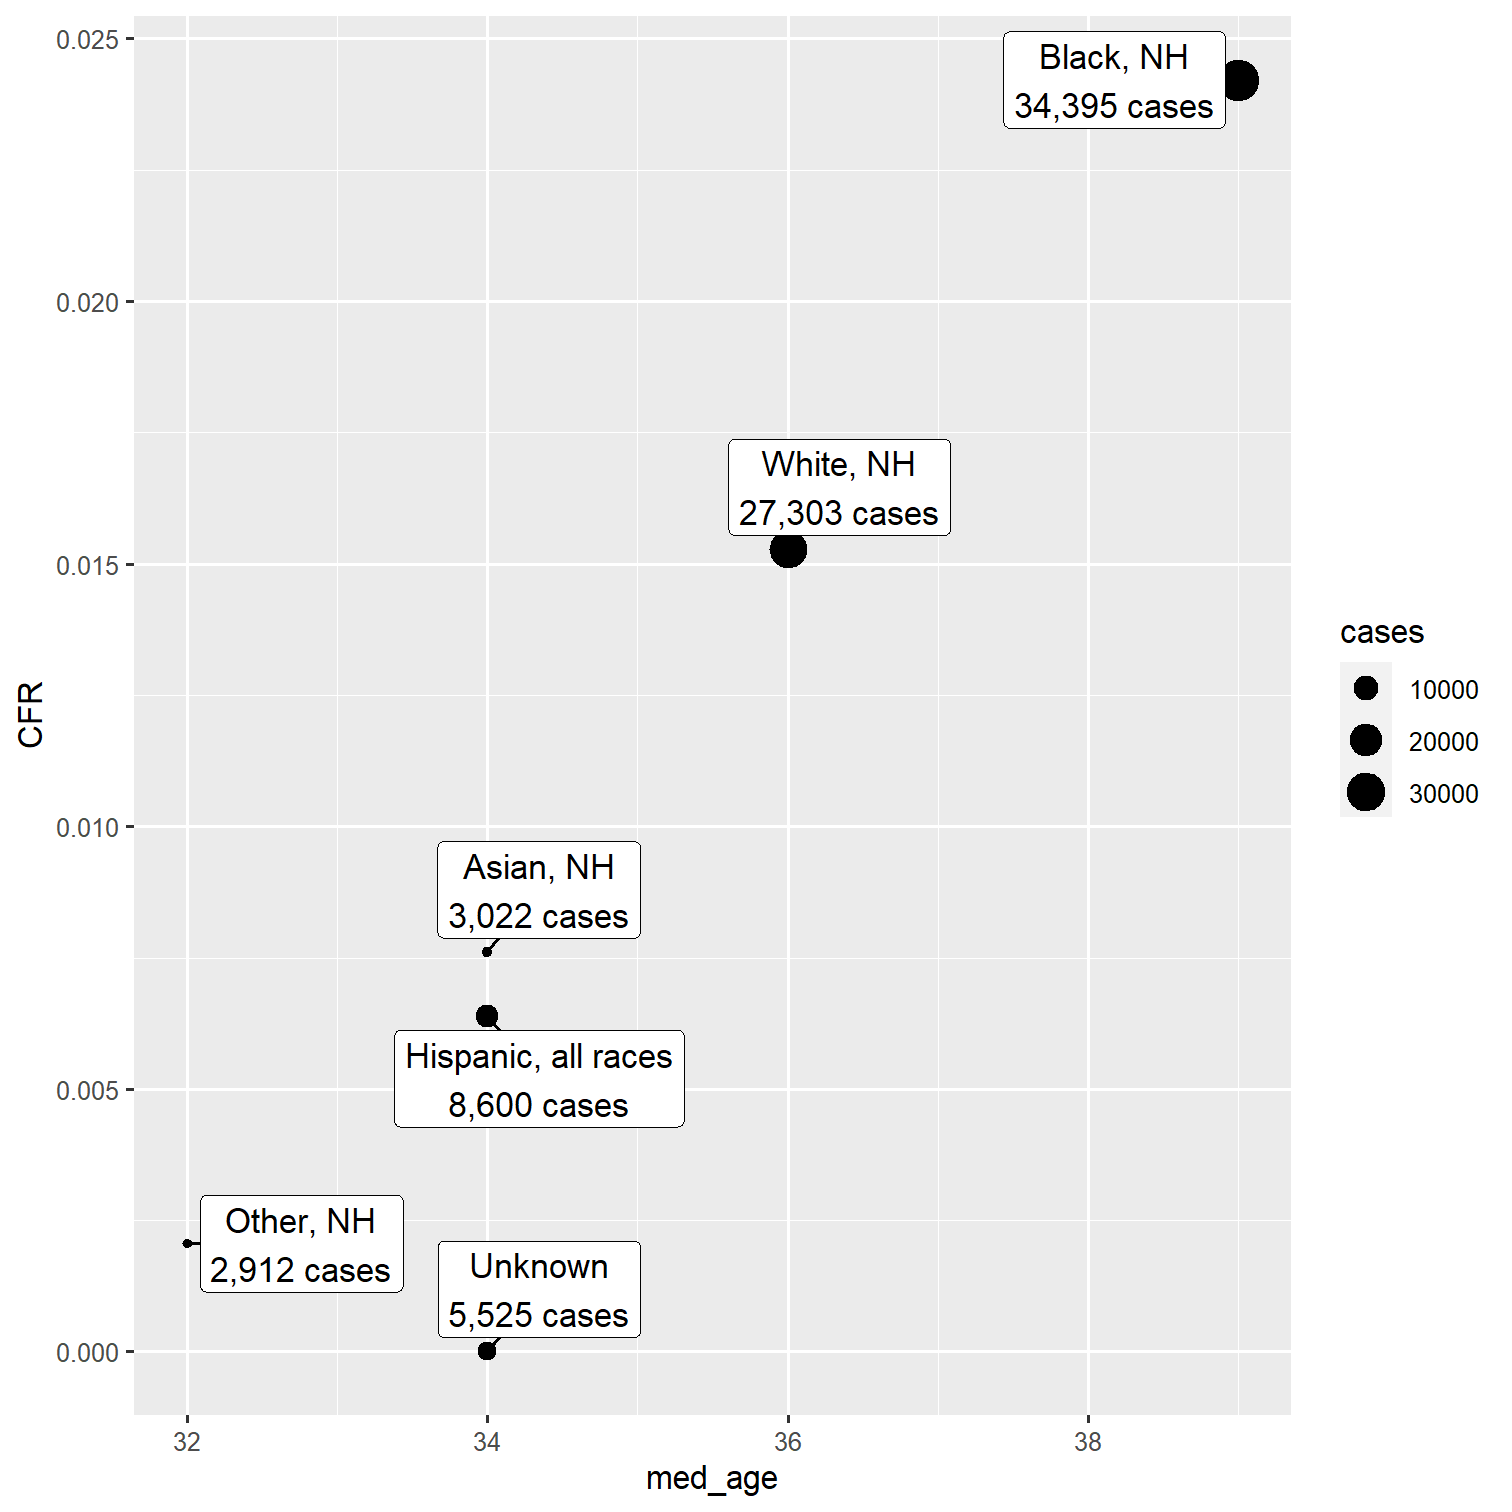 0.025
0.020
0.015
0.010
0.005
0.000
CFR
Black, NH
34,395 cases
White, NH
27,303 cases
Asian, NH
3,022 cases
Hispanic, all races
8,600 cases
Other, NH
2,912 cases
Unknown
5,525 cases
32
34
36
38
med_age
cases
10000
20000
30000